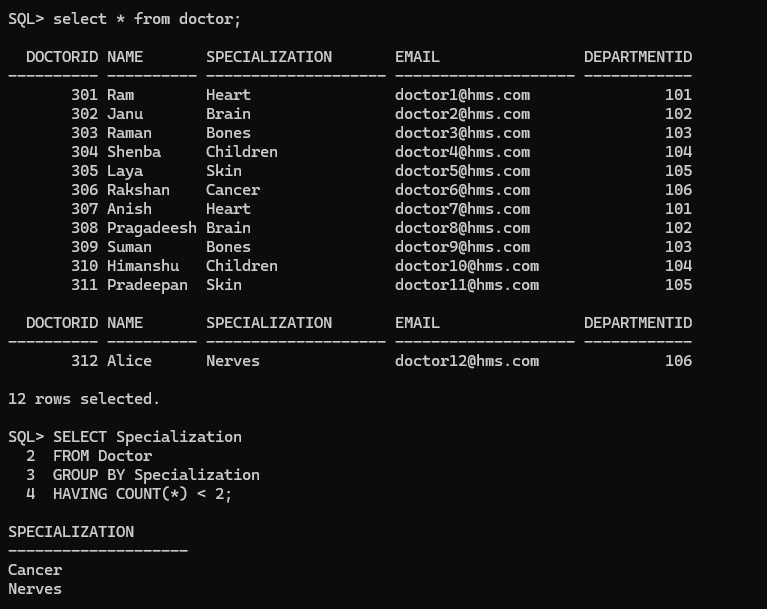 SQL> select * from doctor;
  DOCTORID NAME       SPECIALIZATION       EMAIL                DEPARTMENTID
---------- ---------- -------------------- -------------------- ------------
       301 Ram        Heart                doctor1@hms.com               101
       302 Janu       Brain                doctor2@hms.com               102
       303 Raman      Bones                doctor3@hms.com               103
       304 Shenba     Children             doctor4@hms.com               104
       305 Laya       Skin                 doctor5@hms.com               105
       306 Rakshan    Cancer               doctor6@hms.com               106
       307 Anish      Heart                doctor7@hms.com               101
       308 Pragadeesh Brain                doctor8@hms.com               102
       309 Suman      Bones                doctor9@hms.com               103
       310 Himanshu   Children             doctor10@hms.com              104
       311 Pradeepan  Skin                 doctor11@hms.com              105
  DOCTORID NAME       SPECIALIZATION       EMAIL                DEPARTMENTID
---------- ---------- -------------------- -------------------- ------------
       312 Alice      Nerves               doctor12@hms.com              106
12 rows selected.
SQL> SELECT Specialization
  2  FROM Doctor
  3  GROUP BY Specialization
  4  HAVING COUNT(*) < 2;
SPECIALIZATION
--------------------
Cancer
Nerves